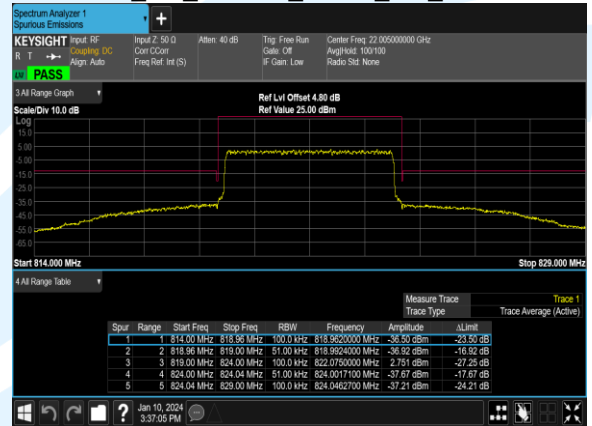 Spectrum Analyzer 1
Spurious Emissions
KEYSIGHT Input: RF Input Z: 50 Ω Atten: 40 dB Trig: Free Run Center Freq: 22.005000000 GHz
R T Coupling: DC Corr CCorr Gate: Off Avg|Hold: 100/100
Align: Auto Freq Ref: Int (S) IF Gain: Low Radio Std: None
PASS
3 All Range Graph
Ref Lvl Offset 4.80 dB
Scale/Div 10.0 dB Ref Value 25.00 dBm
Log
15.0
5.00
-5.00
-15.0
-25.0
-35.0
-45.0
-55.0
-65.0
Start 814.000 MHz Stop 829.000 MHz
4 All Range Table
Measure Trace Trace 1
Trace Type Trace Average (Active)
Spur Range Start Freq Stop Freq RBW Frequency Amplitude ΔLimit
1 1 814.00 MHz 818.96 MHz 100.0 kHz 818.9620000 MHz -36.50 dBm -23.50 dB
2 2 818.96 MHz 819.00 MHz 51.00 kHz 818.9924000 MHz -36.92 dBm -16.92 dB
3 3 819.00 MHz 824.00 MHz 100.0 kHz 822.0750000 MHz 2.751 dBm -27.25 dB
4 4 824.00 MHz 824.04 MHz 51.00 kHz 824.0017100 MHz -37.67 dBm -17.67 dB
5 5 824.04 MHz 829.00 MHz 100.0 kHz 824.0462700 MHz -37.21 dBm -24.21 dB
Jan 10, 2024
3:37:05 PM